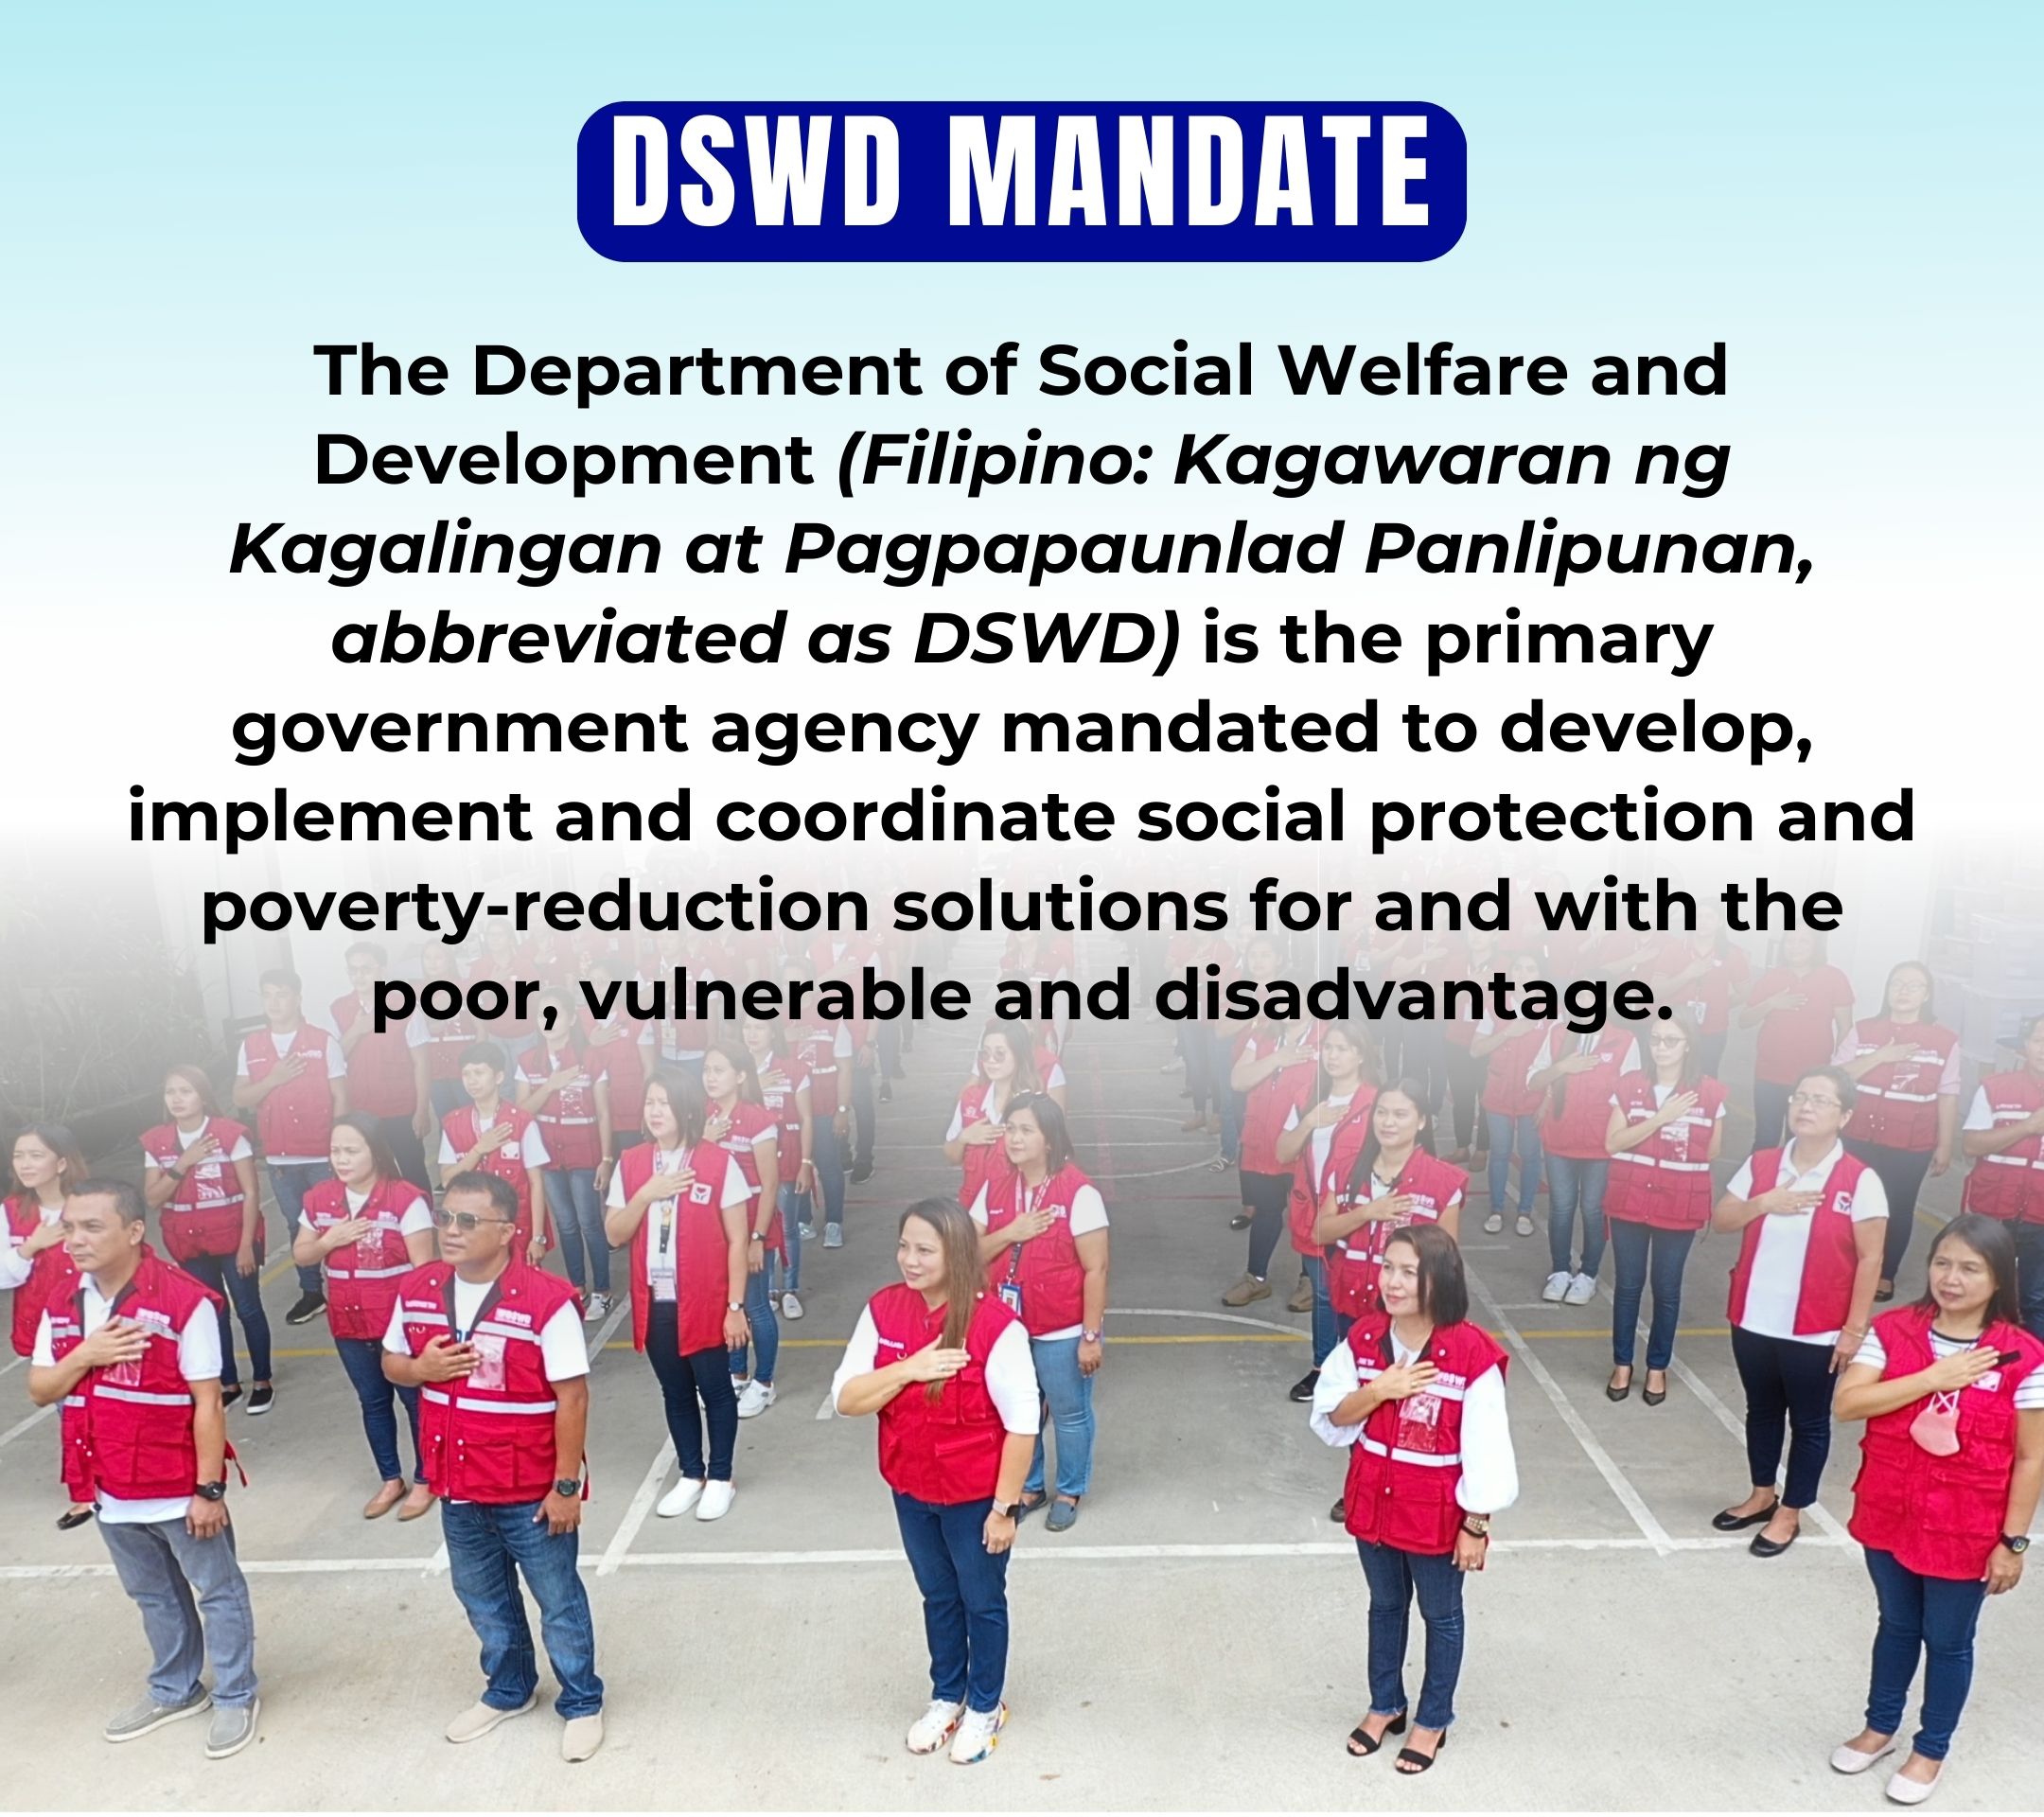 DSWD MANDATE
The Department of Social Welfare and
Development (Filipino: Kagawaran ng
Kagalingan at Pagpapaunlad Panlipunan,
abbreviated as DSWD) is the primary
government agency mandated to develop,
implement and coordinate social protection and
poverty-reduction solutions for and with the
poor, vulnerable and disadvantage.